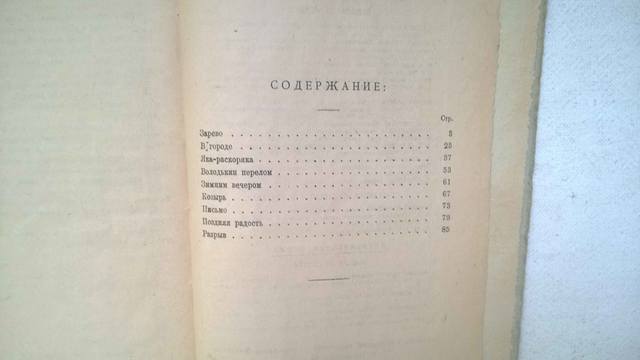 СОДЕРЖАНИЕ:
Стр.
Зарево . . . . . . . . . . . . . . . . . . . . 3
В городе . . . . . . . . . . . . . . . . . . . 23
Яка-раскоряка . . . . . . . . . . . . . . . . . 37
Володькин перелом . . . . . . . . . . . . . . . 53
Зимним вечером . . . . . . . . . . . . . . . . 61
Козырь . . . . . . . . . . . . . . . . . . . . 67
Письмо . . . . . . . . . . . . . . . . . . . . 73
Поздняя радость . . . . . . . . . . . . . . . . 79
Разрыв . . . . . . . . . . . . . . . . . . . . 85